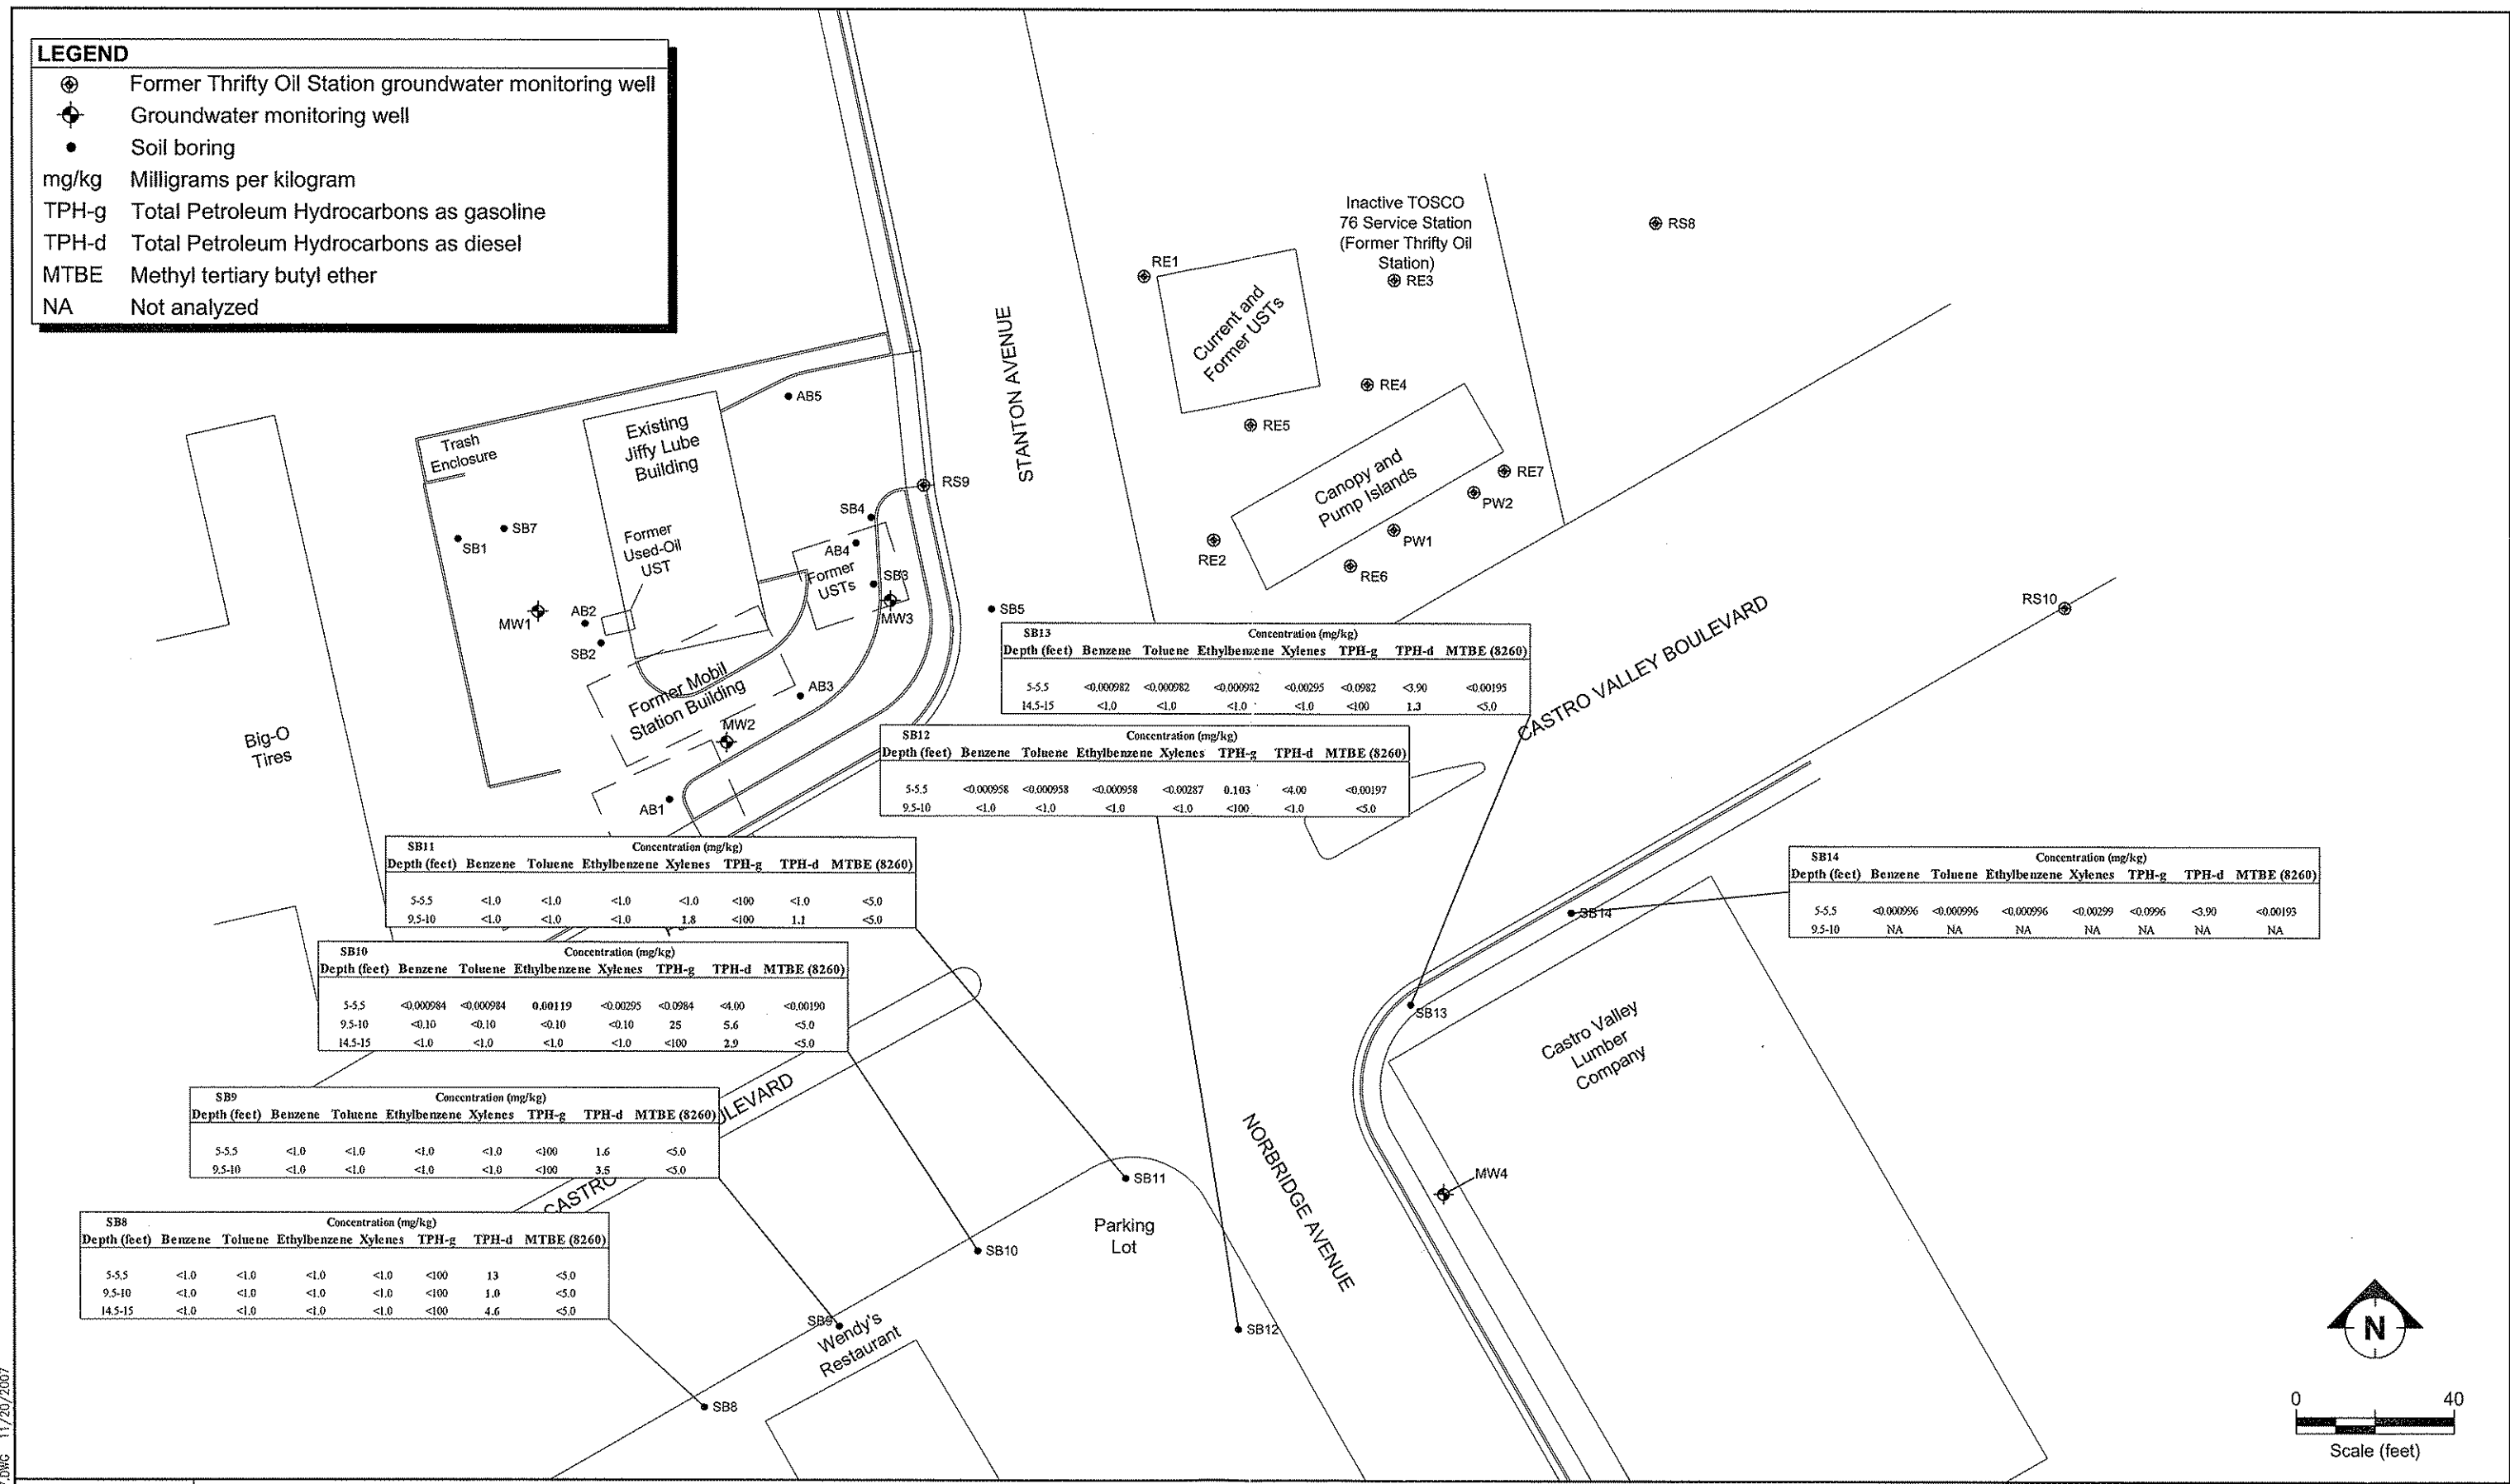 LEGEND
Former Thrifty Oil Station groundwater monitoring well
Groundwater monitoring well
Soil boring
mg/kg Milligrams per kilogram
TPH-g Total Petroleum Hydrocarbons as gasoline
TPH-d Total Petroleum Hydrocarbons as diesel
MTBE Methyl tertiary butyl ether
NA Not analyzed
Inactive TOSCO
76 Service Station
(Former Thrifty Oil
Station)
RS8
RE1
RE3
Current and
Former USTs
STANTON AVENUE
RE4
RE5
AB5
Existing
Jiffy Lube
Building
Trash
Enclosure
RS9
Canopy and
Pump Islands
RE7
PW2
PW1
RE2
RE6
SB4
SB7
SB1
Former
Used-Oil
UST
AB4
Former
USTs
SB3
MW3
SB5
MW1
AB2
SB2
RS10
CASTRO VALLEY BOULEVARD
Former Mobil
Station Building
AB3
MW2
AB1
Big-O
Tires
SB13 Concentration (mg/kg)
Depth (feet) Benzene Toluene Ethylbenzene Xylenes TPH-g TPH-d MTBE (8260)
5-5.5 <0.000982 <0.000982 <0.000982 <0.00295 <0.0982 <3.90 <0.00195
14.5-15 <1.0 <1.0 <1.0 <1.0 <100 1.3 <5.0
SB12 Concentration (mg/kg)
Depth (feet) Benzene Toluene Ethylbenzene Xylenes TPH-g TPH-d MTBE (8260)
5-5.5 <0.000958 <0.000958 <0.000958 <0.00287 0.103 <4.00 <0.00197
9.5-10 <1.0 <1.0 <1.0 <1.0 <100 <1.0 <5.0
SB11 Concentration (mg/kg)
Depth (feet) Benzene Toluene Ethylbenzene Xylenes TPH-g TPH-d MTBE (8260)
5-5.5 <1.0 <1.0 <1.0 <1.0 <100 <1.0 <5.0
9.5-10 <1.0 <1.0 <1.0 1.8 <100 1.1 <5.0
SB14 Concentration (mg/kg)
Depth (feet) Benzene Toluene Ethylbenzene Xylenes TPH-g TPH-d MTBE (8260)
5-5.5 <0.000996 <0.000996 <0.000996 <0.00299 <0.0996 <3.90 <0.00193
9.5-10 NA NA NA NA NA NA NA
SB14
SB10 Concentration (mg/kg)
Depth (feet) Benzene Toluene Ethylbenzene Xylenes TPH-g TPH-d MTBE (8260)
5-5.5 <0.000984 <0.000984 0.00119 <0.00295 <0.0984 <4.00 <0.00190
9.5-10 <0.10 <0.10 <0.10 <0.10 25 5.6 <5.0
14.5-15 <1.0 <1.0 <1.0 <1.0 <100 2.9 <5.0
SB13
Castro Valley
Lumber
Company
SB9 Concentration (mg/kg)
Depth (feet) Benzene Toluene Ethylbenzene Xylenes TPH-g TPH-d MTBE (8260)
5-5.5 <1.0 <1.0 <1.0 <1.0 <100 1.6 <5.0
9.5-10 <1.0 <1.0 <1.0 <1.0 <100 3.5 <5.0
CASTRO
ULEVARD
SB8 Concentration (mg/kg)
Depth (feet) Benzene Toluene Ethylbenzene Xylenes TPH-g TPH-d MTBE (8260)
5-5.5 <1.0 <1.0 <1.0 <1.0 <100 13 <5.0
9.5-10 <1.0 <1.0 <1.0 <1.0 <100 1.0 <5.0
14.5-15 <1.0 <1.0 <1.0 <1.0 <100 4.6 <5.0
NORBRIDGE AVENUE
MW4
SB11
Parking
Lot
SB10
SB9
Wendy's
Restaurant
SB12
SB8
N
0 40
Scale (feet)
.DWG 11/20/2007